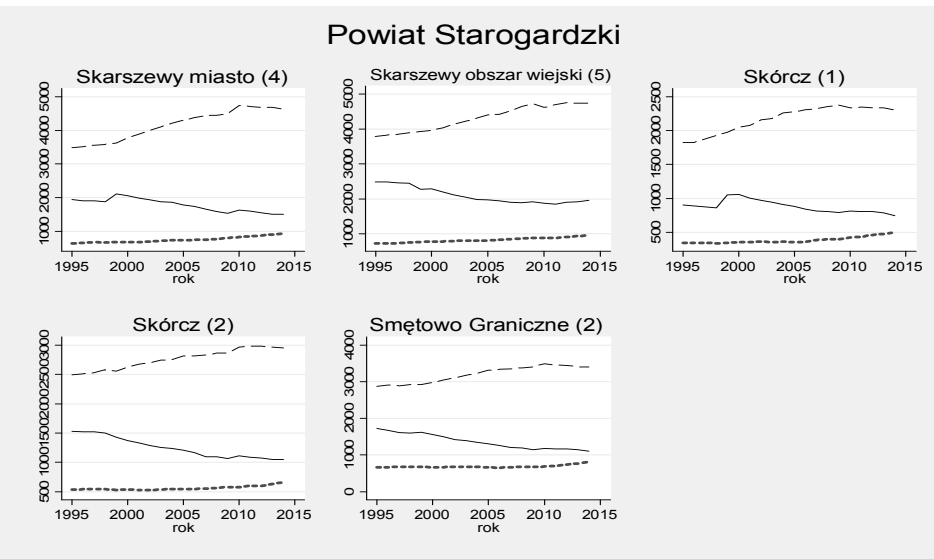 Powiat Starogardzki
Skarszewy miasto (4)
5000
4000
3000
2000
1000
1995 2000 2005 2010 2015
rok
Skarszewy obszar wiejski (5)
5000
4000
3000
2000
1000
1995 2000 2005 2010 2015
rok
Skórcz (1)
2500
2000
1500
1000
500
1995 2000 2005 2010 2015
rok
Skórcz (2)
3000
2500
2000
1500
1000
500
1995 2000 2005 2010 2015
rok
Smętowo Graniczne (2)
4000
3000
2000
1000
0
1995 2000 2005 2010 2015
rok